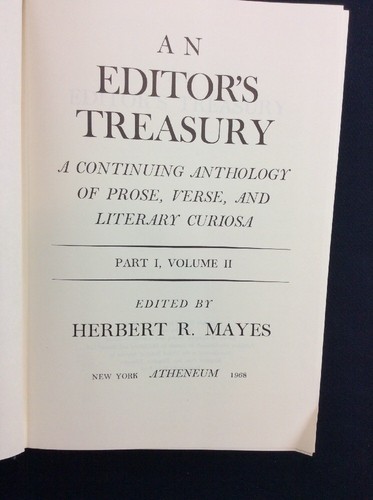 AN
EDITOR'S
TREASURY
A CONTINUING ANTHOLOGY
OF PROSE, VERSE, AND
LITERARY CURIOSA
PART I, VOLUME II
EDITED BY
HERBERT R. MAYES
NEW YORK ATHENEUM 1968